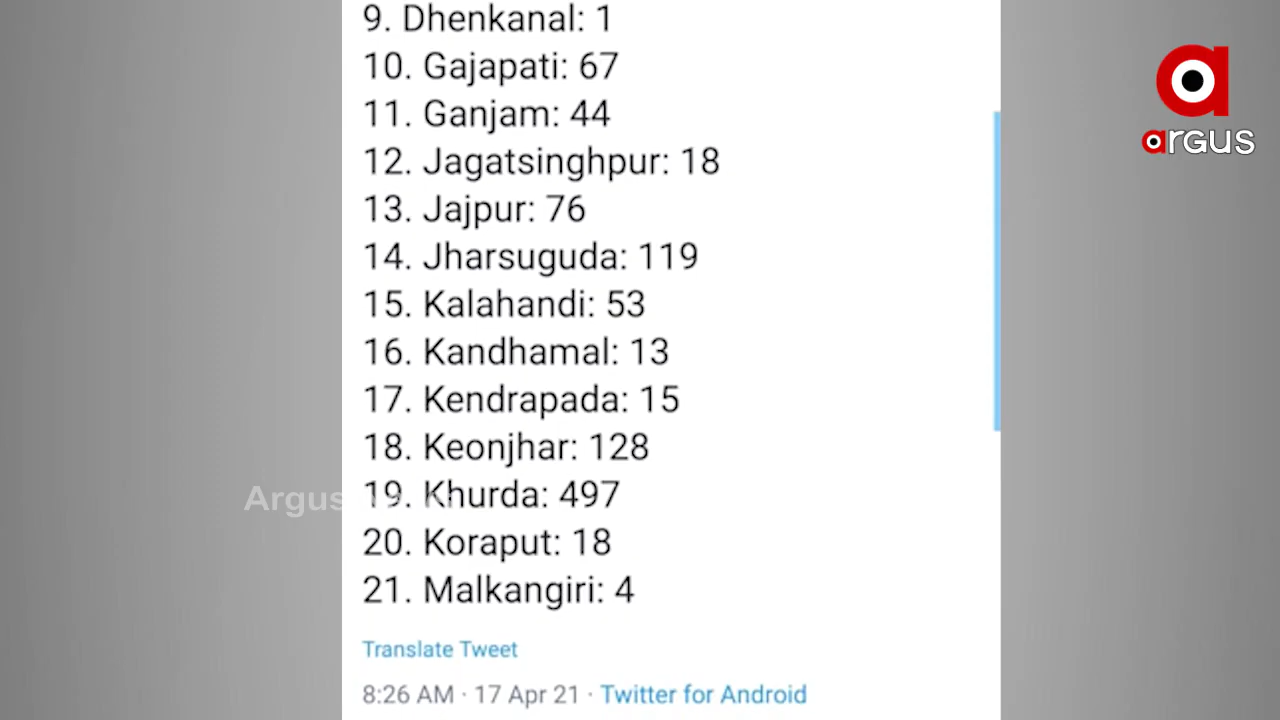 9. Dhenkanal: 1
10. Gajapati: 67
11. Ganjam: 44
12. Jagatsinghpur: 18
13. Jajpur: 76
14. Jharsuguda: 119
15. Kalahandi: 53
16. Kandhamal: 13
17. Kendrapada: 15
18. Keonjhar: 128
19. Khurda: 497
20. Koraput: 18
21. Malkangiri: 4
Translate Tweet
8:26 AM · 17 Apr 21 · Twitter for Android
argus
Argus